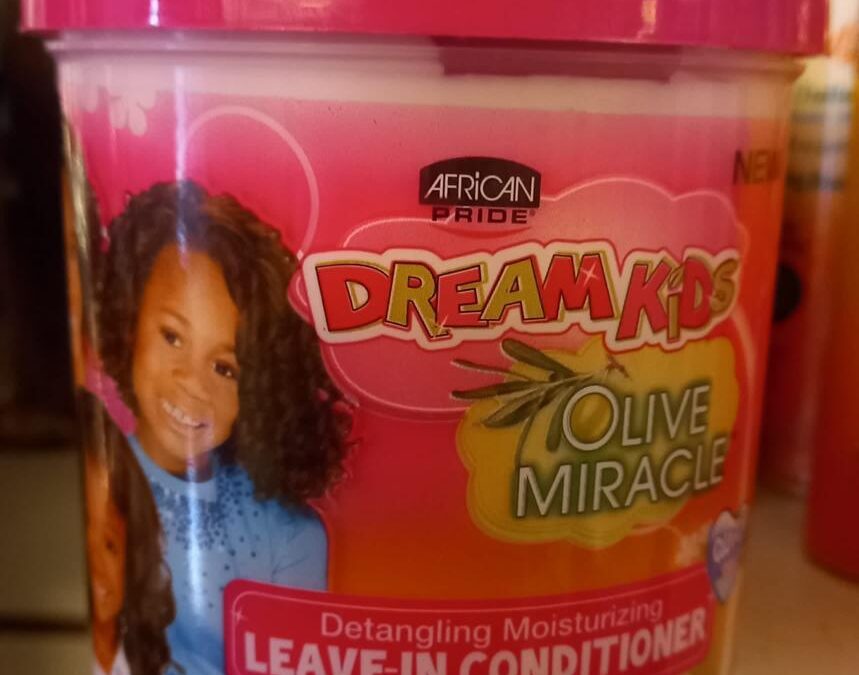 AFRiCAN
PRIDE®
NEW
DREAM KiDS
OLIVE
MIRACLE
Detangling Moisturizing
LEAVE-IN CONDITIONER